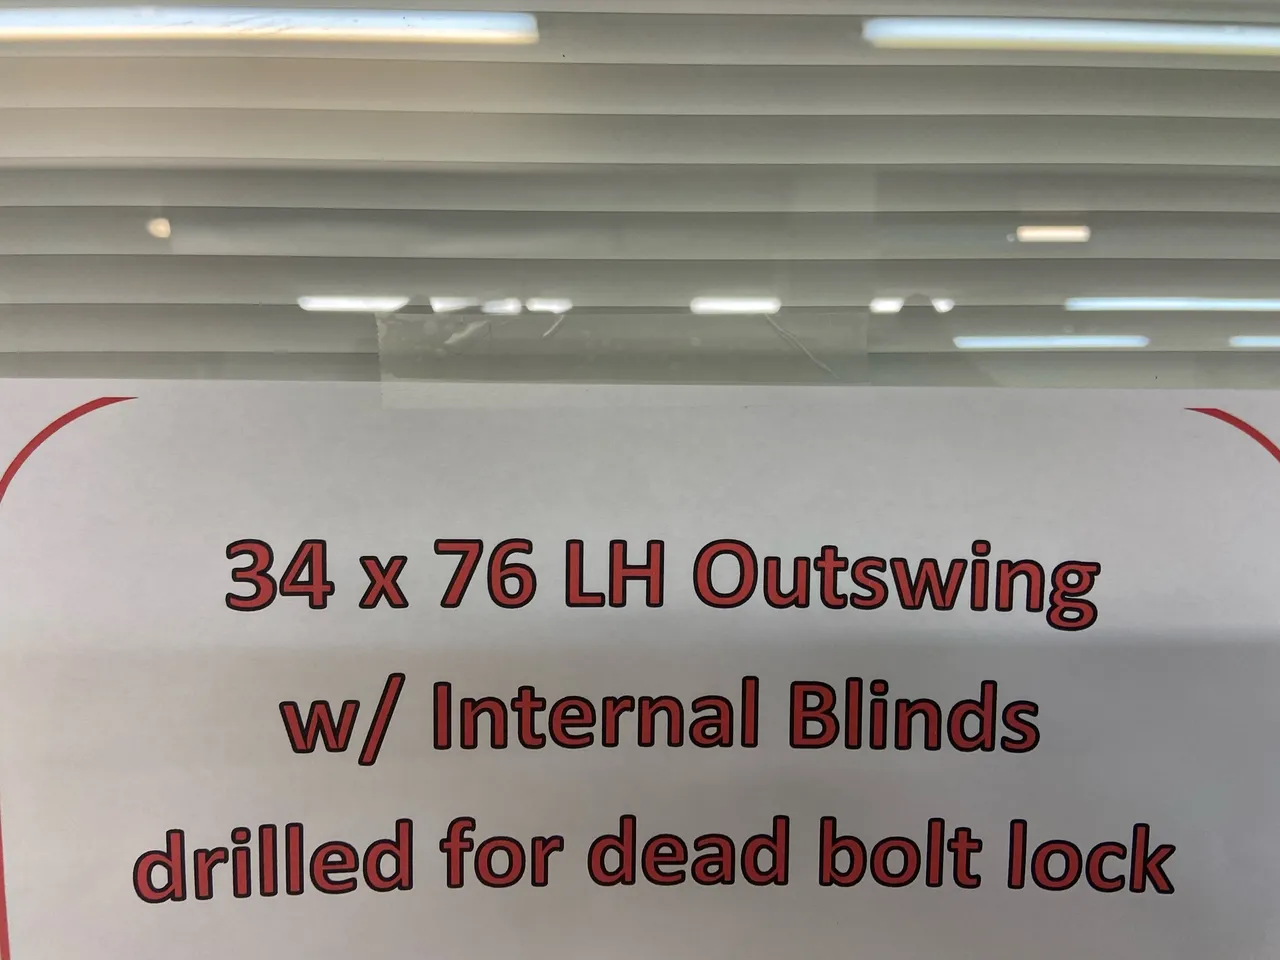 34 x 76 LH Outswing
w/ Internal Blinds
drilled for dead bolt lock